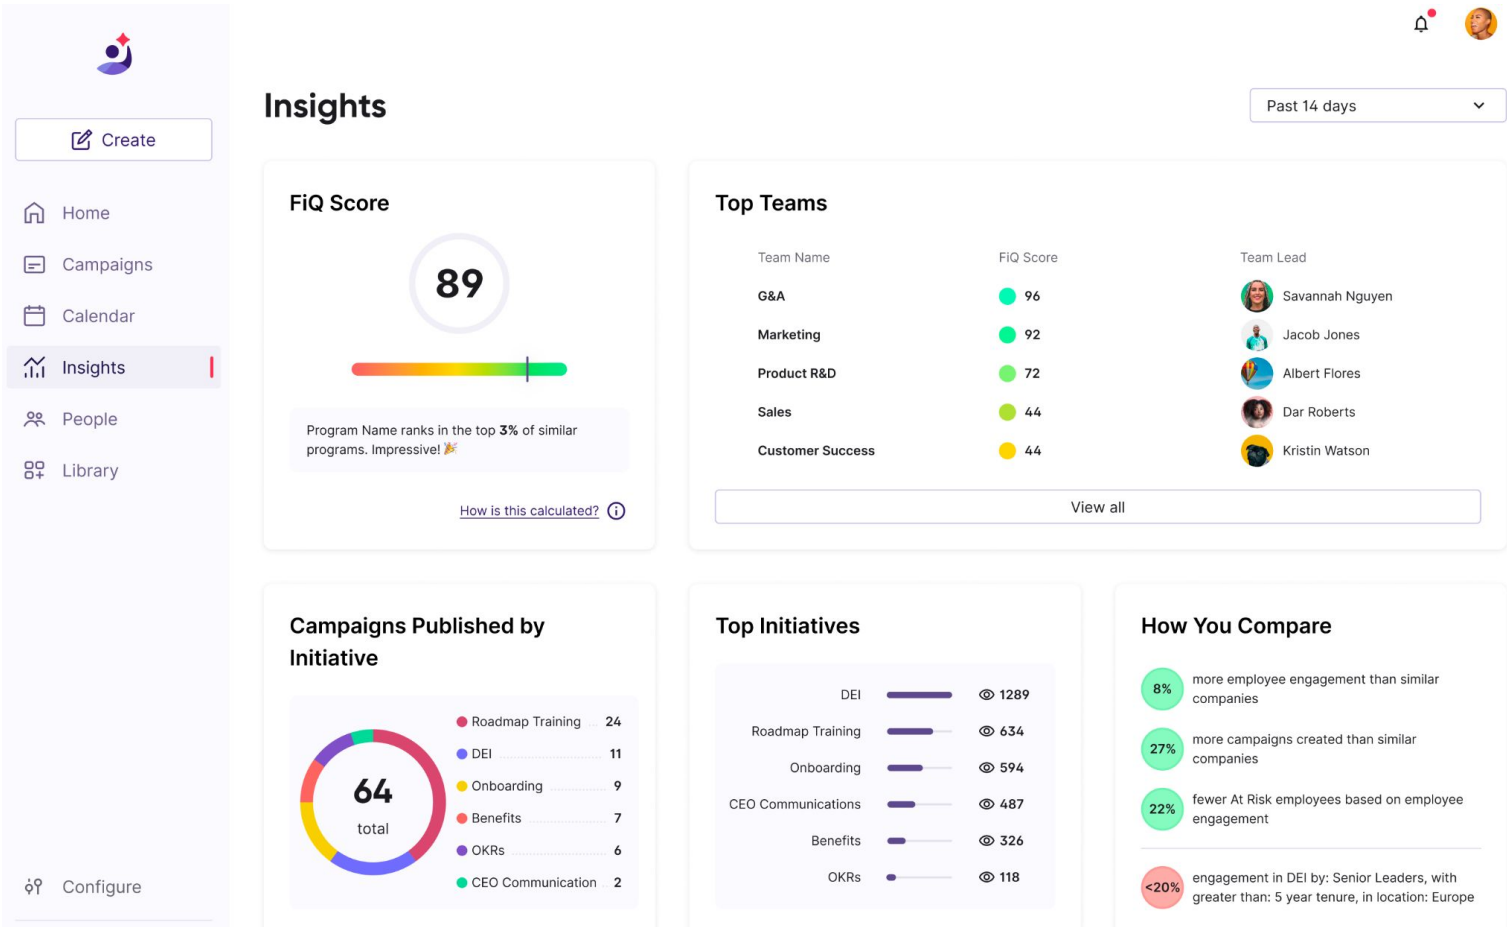 Insights
Past 14 days
Create
Home
Campaigns
Calendar
Insights
People
Library
Configure
FiQ Score
89
Program Name ranks in the top 3% of similar
programs. Impressive!
How is this calculated?
Top Teams
Team Name FiQ Score Team Lead
G&A 96 Savannah Nguyen
Marketing 92 Jacob Jones
Product R&D 72 Albert Flores
Sales 44 Dar Roberts
Customer Success 44 Kristin Watson
View all
Campaigns Published by
Initiative
64
total
Roadmap Training 24
DEI 11
Onboarding 9
Benefits 7
OKRs 6
CEO Communication 2
Top Initiatives
DEI 1289
Roadmap Training 634
Onboarding 594
CEO Communications 487
Benefits 326
OKRs 118
How You Compare
8% more employee engagement than similar
companies
27% more campaigns created than similar
companies
22% fewer At Risk employees based on employee
engagement
<20% engagement in DEI by: Senior Leaders, with
greater than: 5 year tenure, in location: Europe